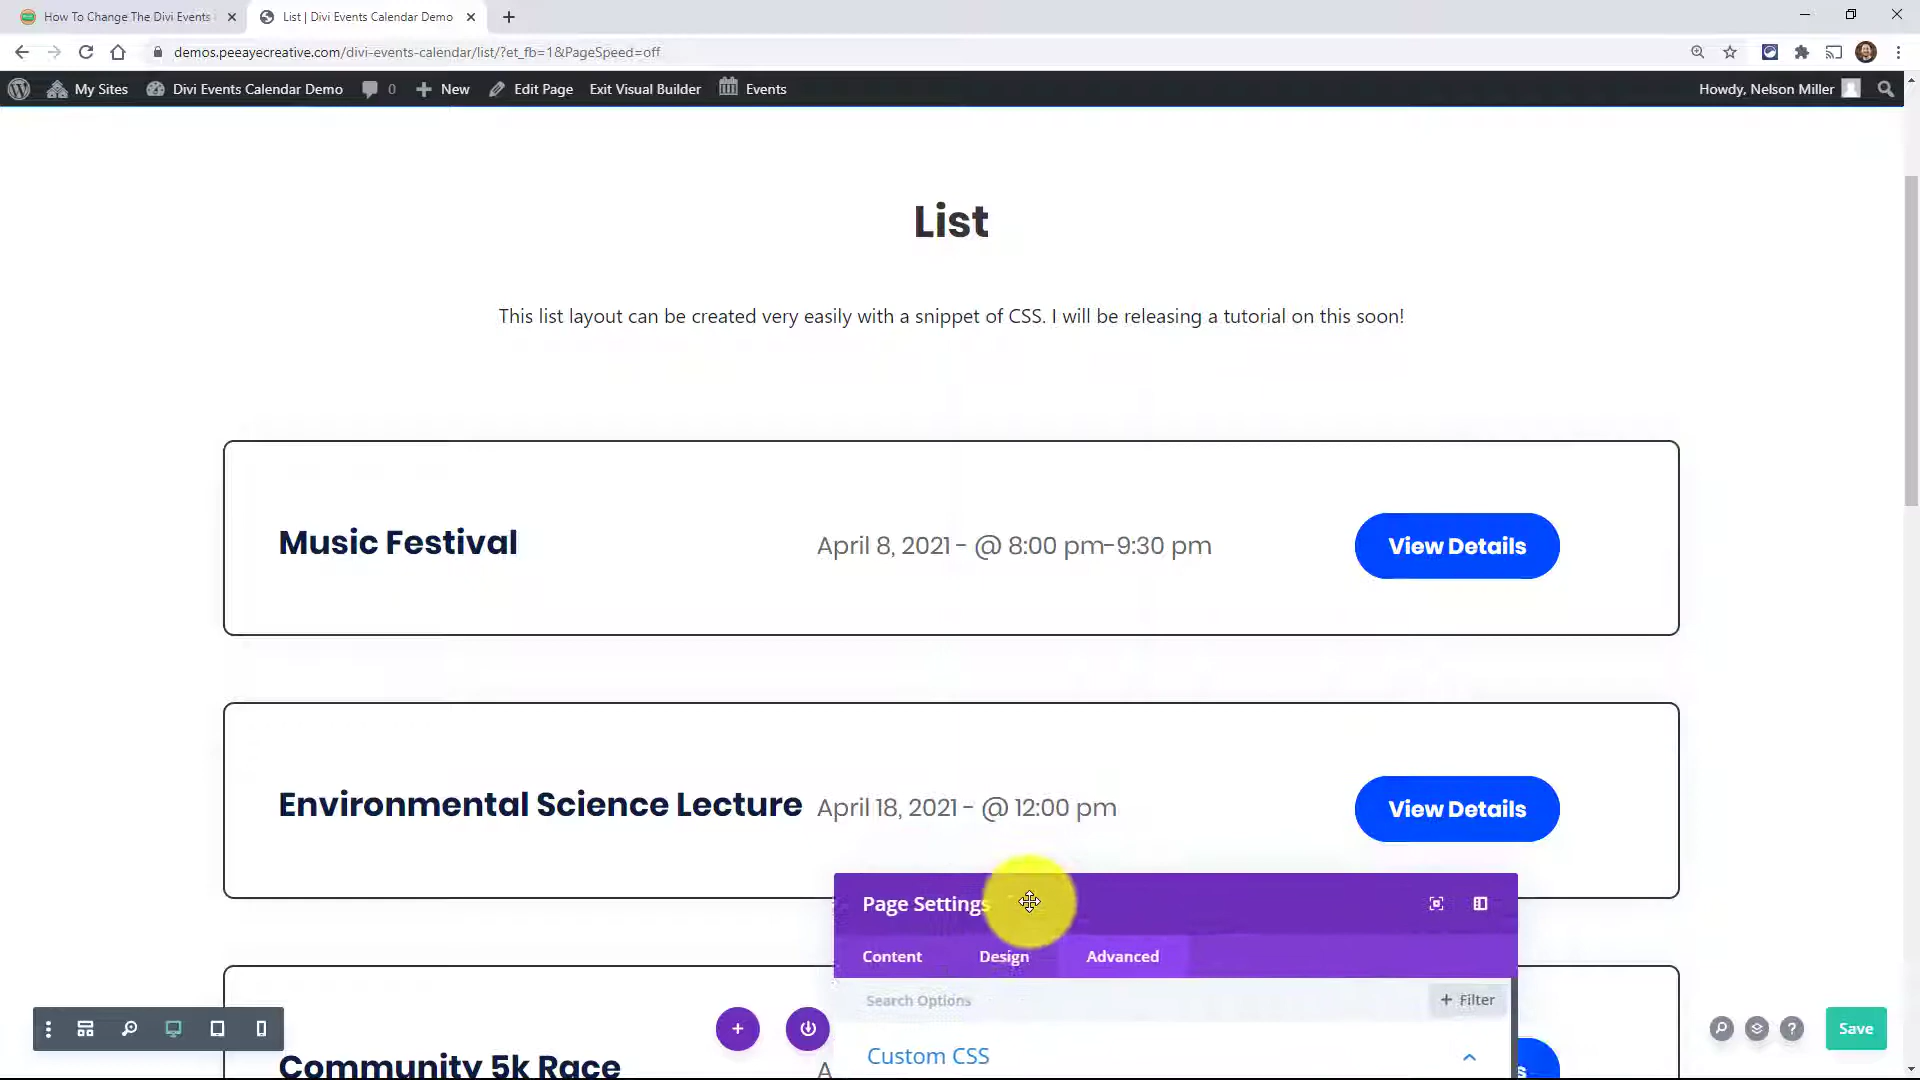 How To Change The Divi Events
List | Divi Events Calendar Demo
demos.peeayecreative.com/divi-events-calendar/list/?et_fb=1&PageSpeed=off
My Sites
Divi Events Calendar Demo
0
New
Edit Page
Exit Visual Builder
Events
Howdy, Nelson Miller
List
This list layout can be created very easily with a snippet of CSS. I will be releasing a tutorial on this soon!
Music Festival
April 8, 2021 - @ 8:00 pm-9:30 pm
View Details
Environmental Science Lecture
April 18, 2021 - @ 12:00 pm
View Details
Page Settings
Content
Design
Advanced
Search Options
+ Filter
Custom CSS
Community 5k Race
A
s
Save